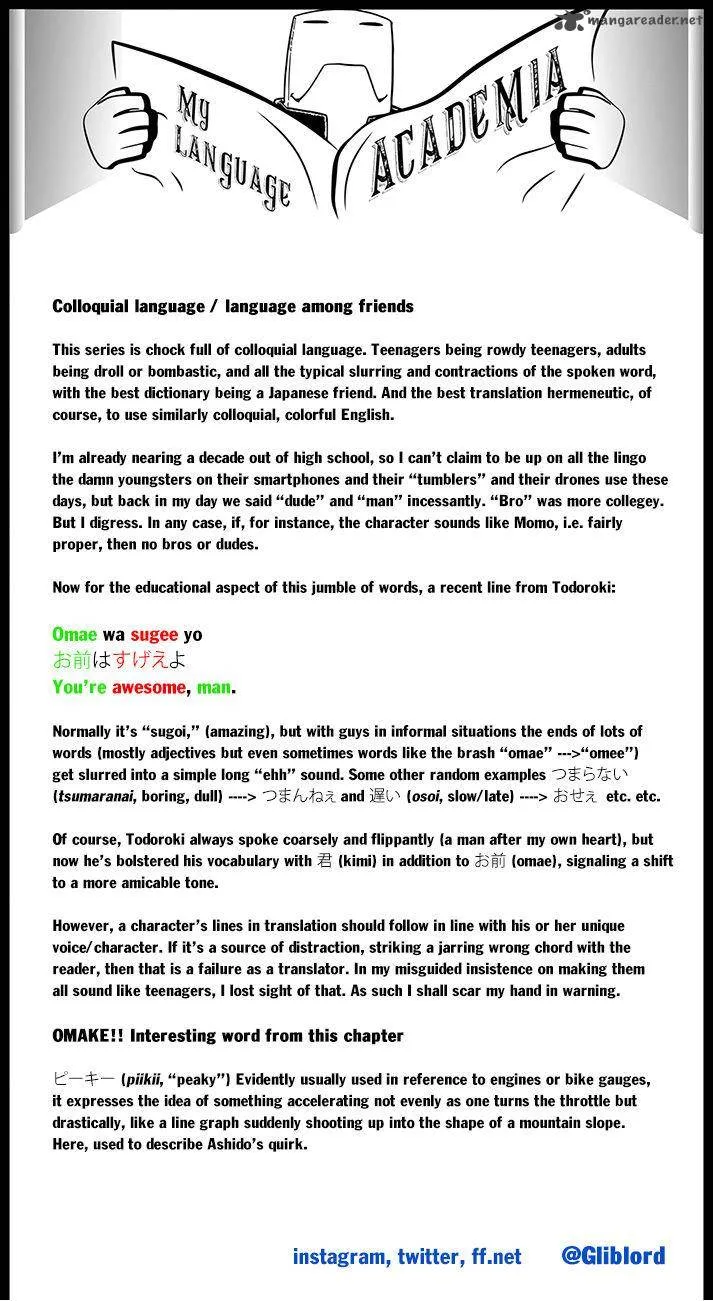 mangareader.net
MY LANGUAGE
ACADEMIA
Colloquial language / language among friends
This series is chock full of colloquial language. Teenagers being rowdy teenagers, adults
being droll or bombastic, and all the typical slurring and contractions of the spoken word,
with the best dictionary being a Japanese friend. And the best translation hermeneutic, of
course, to use similarly colloquial, colorful English.
I'm already nearing a decade out of high school, so I can't claim to be up on all the lingo
the damn youngsters on their smartphones and their “tumblers” and their drones use these
days, but back in my day we said “dude” and “man” incessantly. “Bro” was more collegey.
But I digress. In any case, if, for instance, the character sounds like Momo, i.e. fairly
proper, then no bros or dudes.
Now for the educational aspect of this jumble of words, a recent line from Todoroki:
Omae wa sugee yo
お前はすげえよ
You're awesome, man.
Normally it's “sugoi,” (amazing), but with guys in informal situations the ends of lots of
words (mostly adjectives but even sometimes words like the brash “omae” --->“omee”)
get slurred into a simple long “ehh” sound. Some other random examples つまらない
(tsumaranai, boring, dull) ----> つまんねぇ and 遅い (osoi, slow/late) ----> おせぇ etc. etc.
Of course, Todoroki always spoke coarsely and flippantly (a man after my own heart), but
now he's bolstered his vocabulary with 君 (kimi) in addition to お前 (omae), signaling a shift
to a more amicable tone.
However, a character's lines in translation should follow in line with his or her unique
voice/character. If it's a source of distraction, striking a jarring wrong chord with the
reader, then that is a failure as a translator. In my misguided insistence on making them
all sound like teenagers, I lost sight of that. As such I shall scar my hand in warning.
OMAKE!! Interesting word from this chapter
ピーキー (piikii, “peaky”) Evidently usually used in reference to engines or bike gauges,
it expresses the idea of something accelerating not evenly as one turns the throttle but
drastically, like a line graph suddenly shooting up into the shape of a mountain slope.
Here, used to describe Ashido's quirk.
instagram, twitter, ff.net @Gliblord